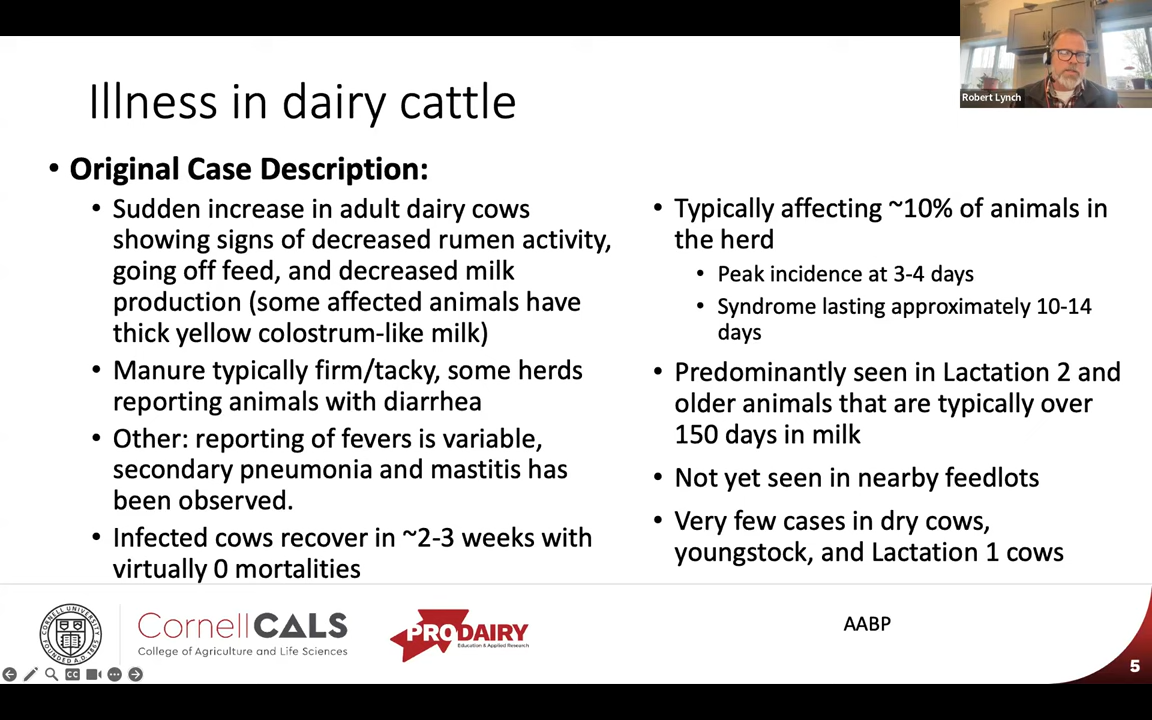 Robert Lynch
Illness in dairy cattle
• Original Case Description:
• Sudden increase in adult dairy cows
showing signs of decreased rumen activity,
going off feed, and decreased milk
production (some affected animals have
thick yellow colostrum-like milk)
• Manure typically firm/tacky, some herds
reporting animals with diarrhea
• Other: reporting of fevers is variable,
secondary pneumonia and mastitis has
been observed.
• Infected cows recover in ~2-3 weeks with
virtually 0 mortalities
• Typically affecting ~10% of animals in
the herd
• Peak incidence at 3-4 days
• Syndrome lasting approximately 10-14
days
• Predominantly seen in Lactation 2 and
older animals that are typically over
150 days in milk
• Not yet seen in nearby feedlots
• Very few cases in dry cows,
youngstock, and Lactation 1 cows
CornellCALS
College of Agriculture and Life Sciences
PRODAIRY
Education & Applied Research
AABP
5
CC